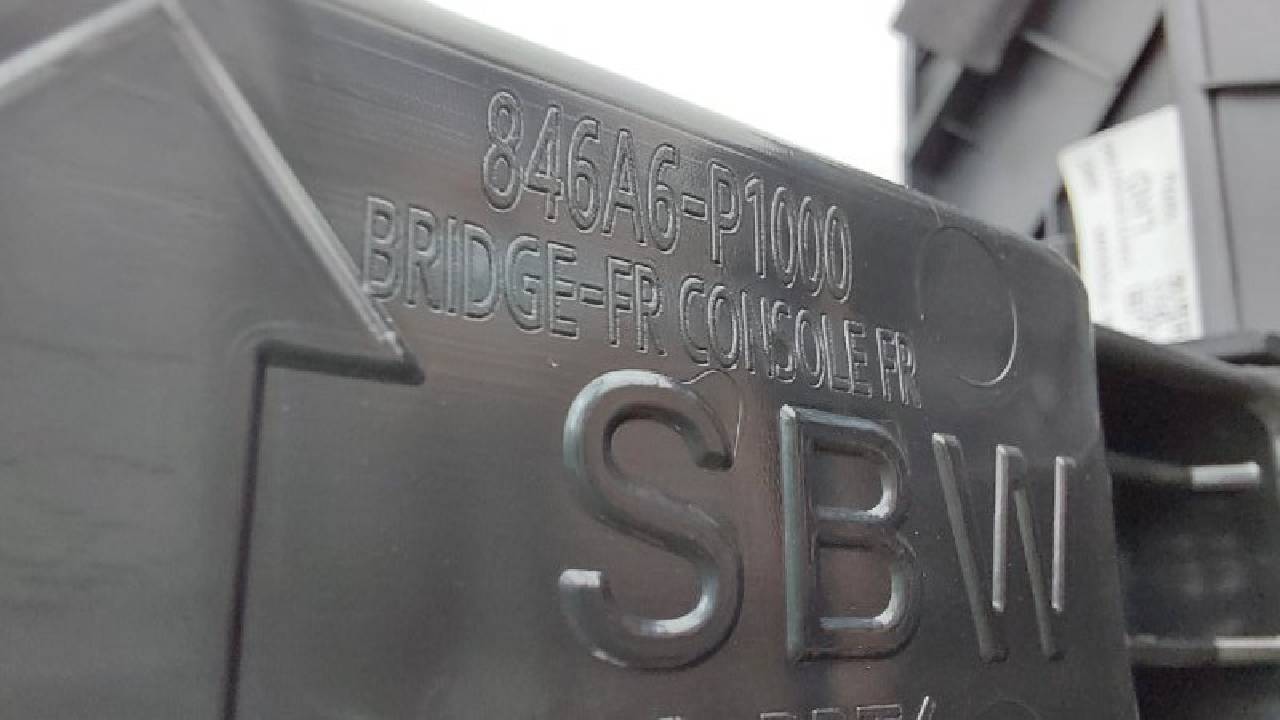 846A6-P1000
BRIDGE-FR CONSOLE FR
SBW